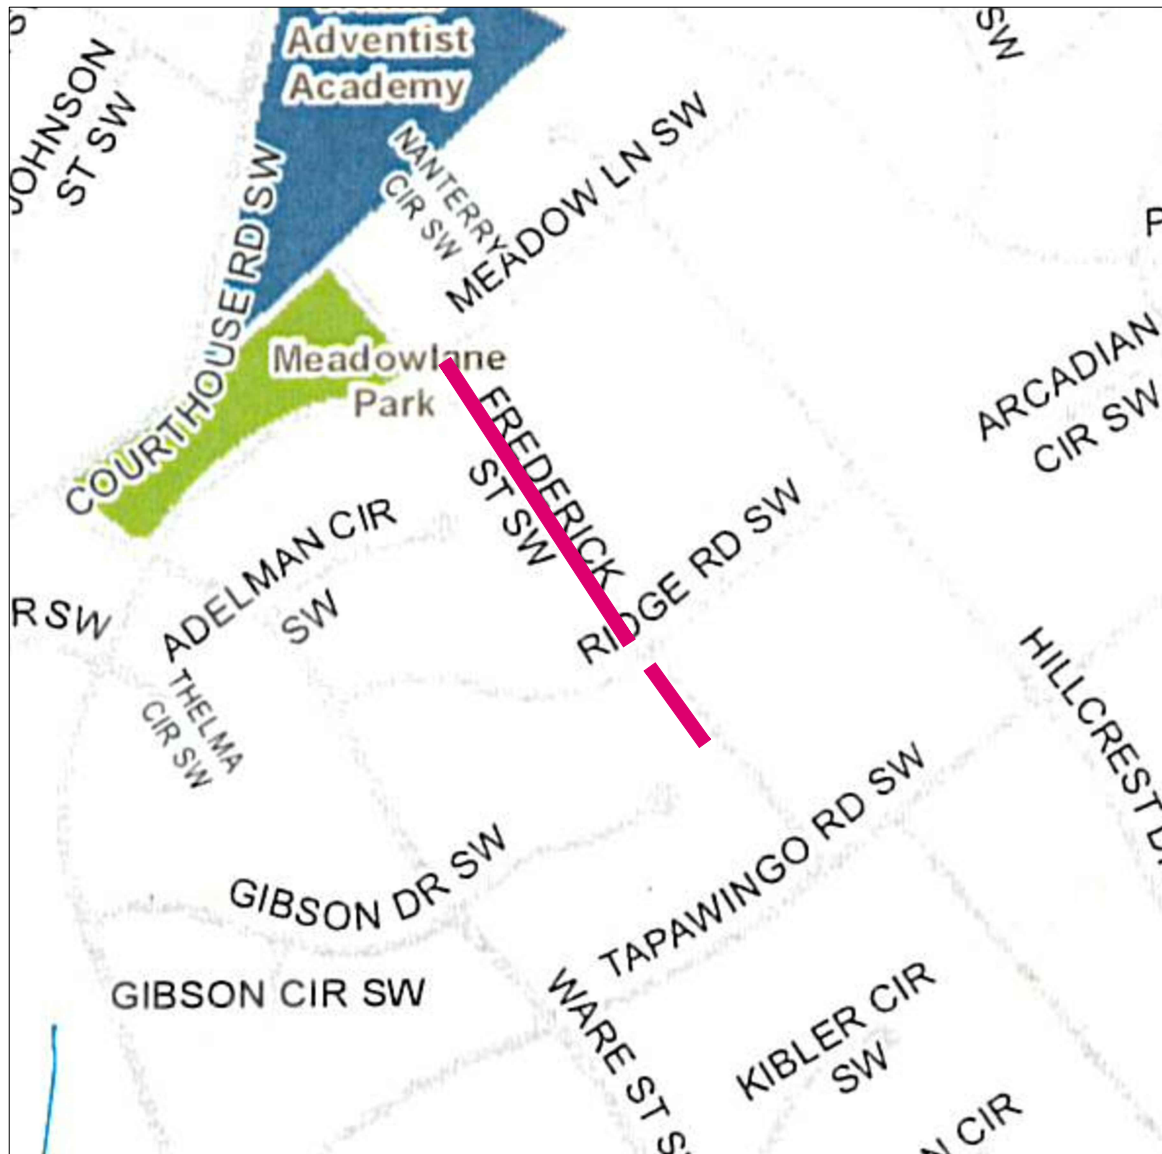 SW
Adventist
Academy
JOHNSON
ST SW
NANTERRY
CIR SW
MEADOW LN SW
COURTHOUSE RD SW
Meadowlane
Park
FREDERICK
ST SW
ARCADIAN
CIR SW
RIDGE RD SW
ADELMAN CIR
SW
R SW
THELMA
CIR SW
HILLCREST
TAPAWINGO RD SW
GIBSON DR SW
GIBSON CIR SW
WARE ST
KIBLER CIR
SW
N CIR